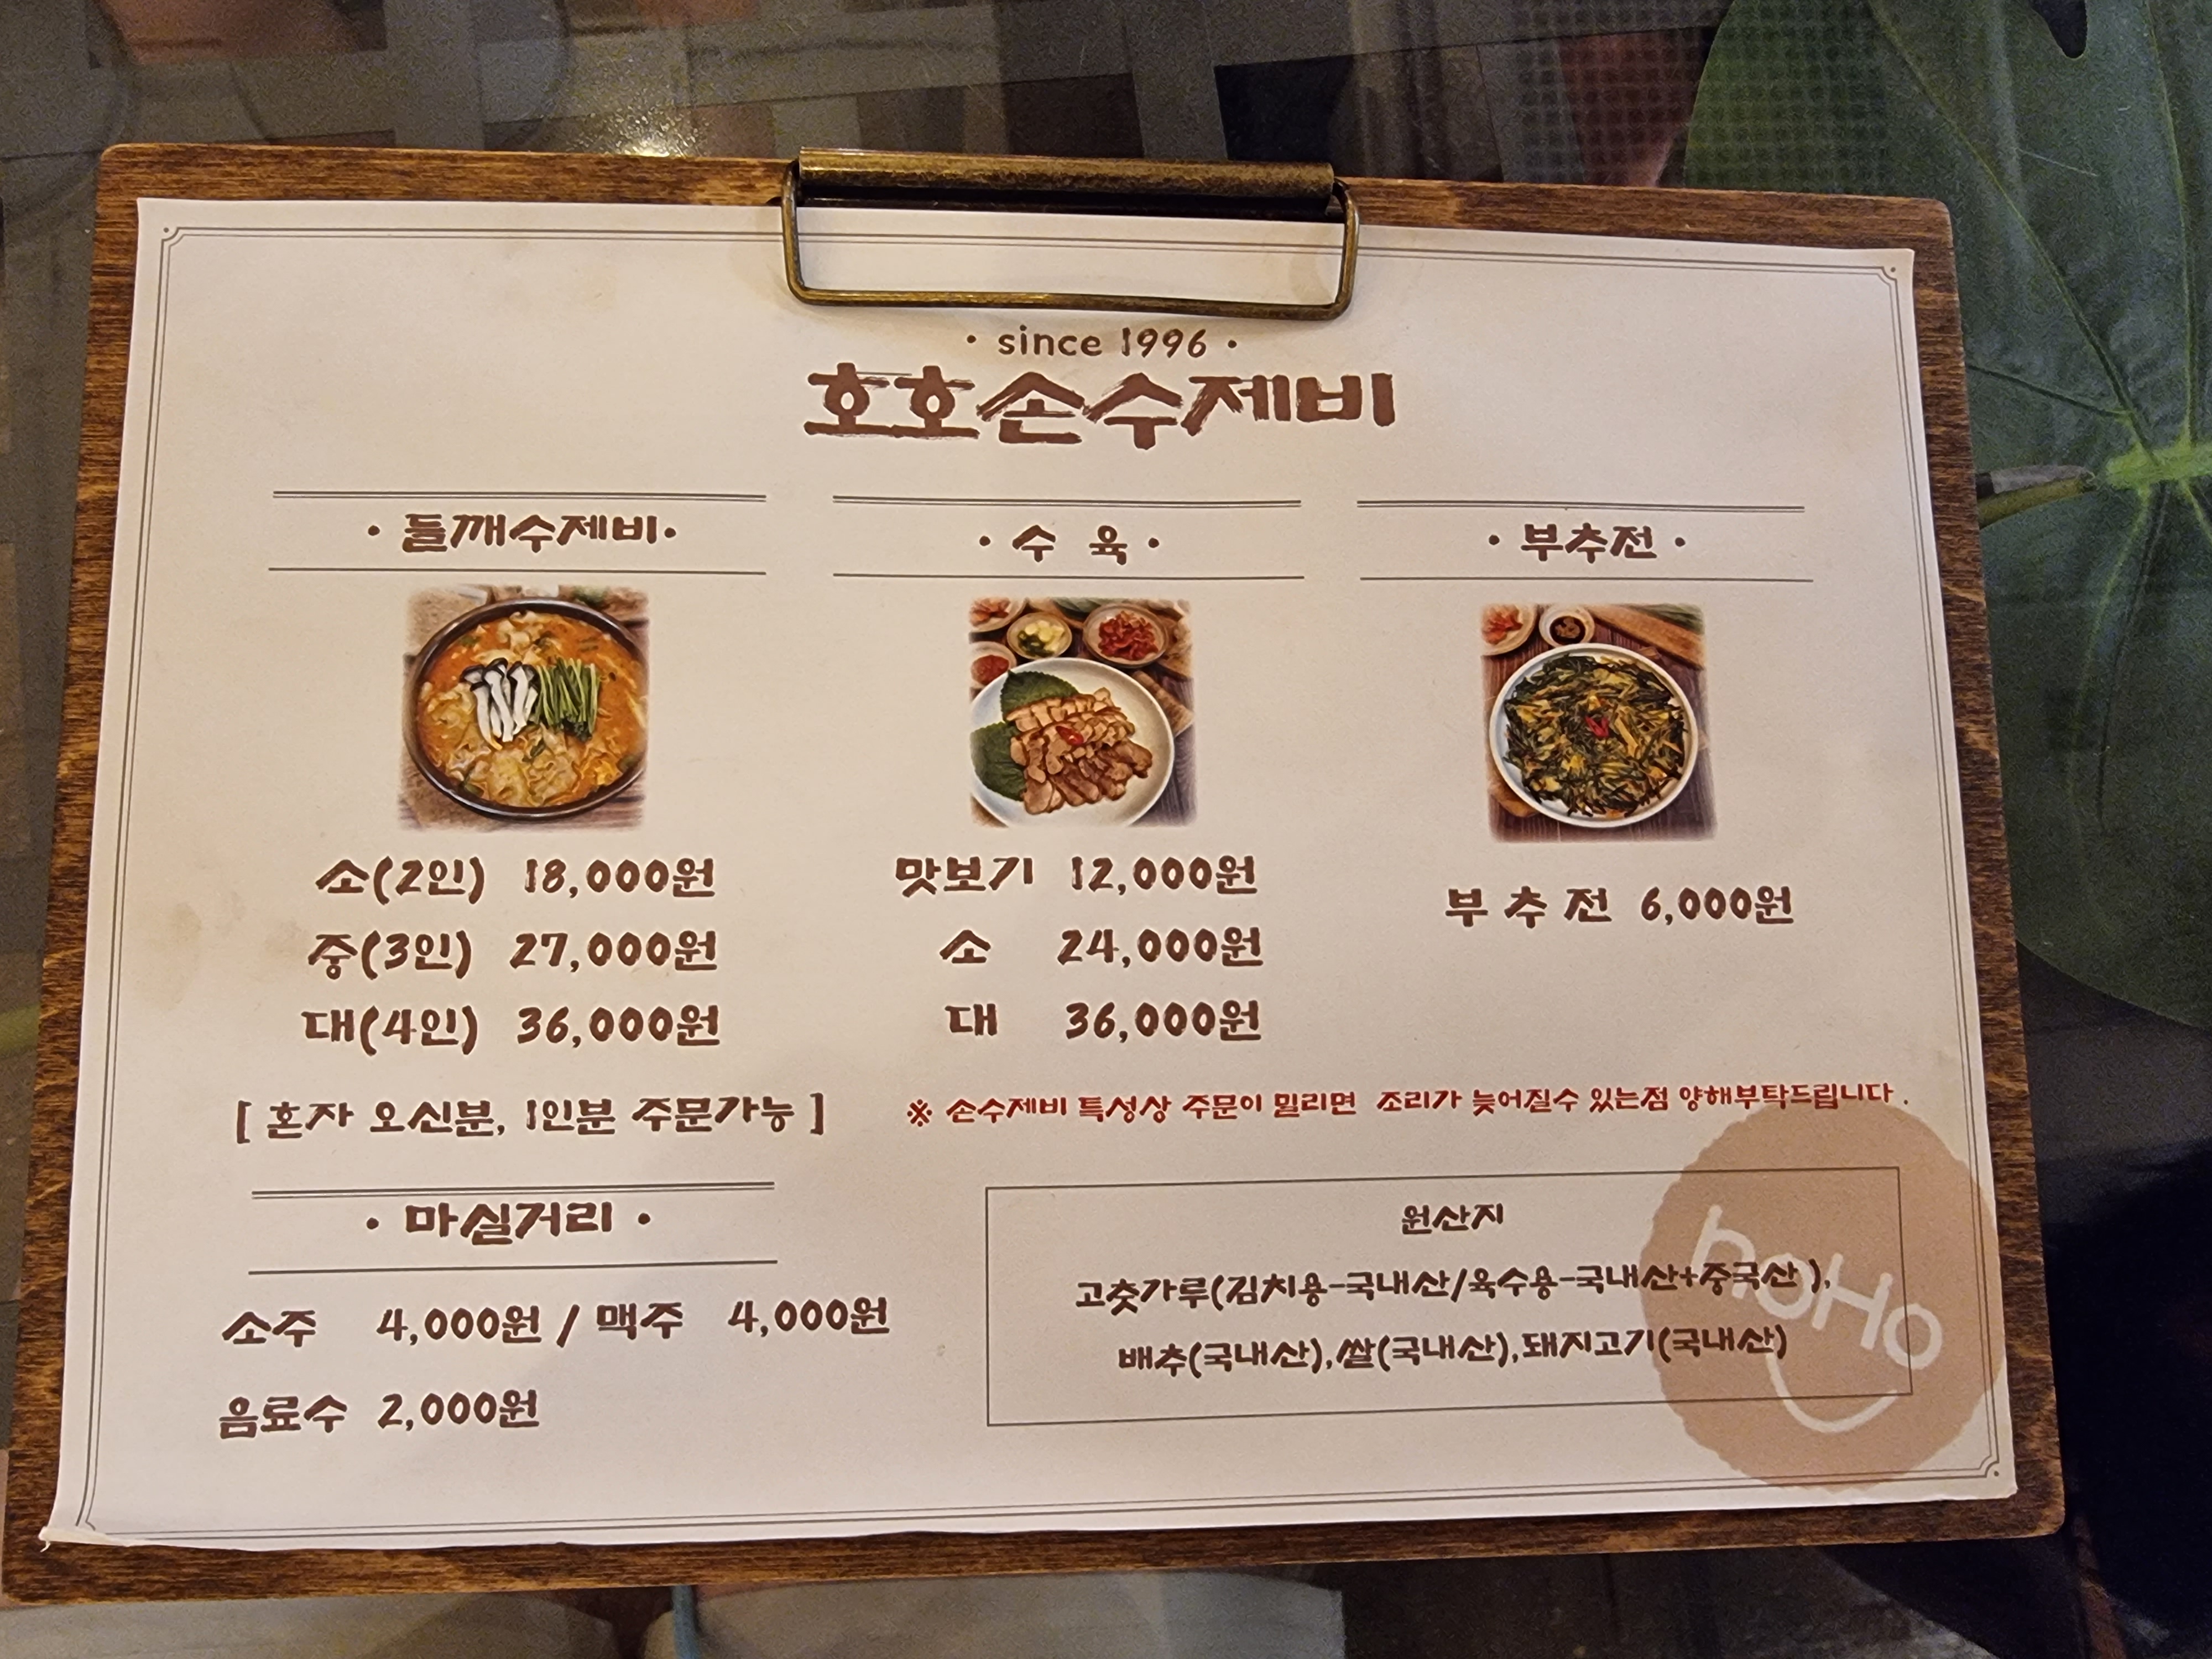 · since 1996 ·
호호손수제비
· 들깨수제비·
소(2인) 18,000원
중(3인) 27,000원
대(4인) 36,000원
[ 혼자 오신분, 1인분 주문가능 ]
· 수 육 ·
맛보기 12,000원
소 24,000원
대 36,000원
· 부추전 ·
부 추 전 6,000원
※ 손수제비 특성상 주문이 밀리면 조리가 늦어질수 있는점 양해부탁드립니다.
· 마실거리 ·
소주 4,000원 / 맥주 4,000원
음료수 2,000원
원산지
고춧가루(김치용-국내산/육수용-국내산+중국산),
배추(국내산),쌀(국내산),돼지고기(국내산)
hoHo